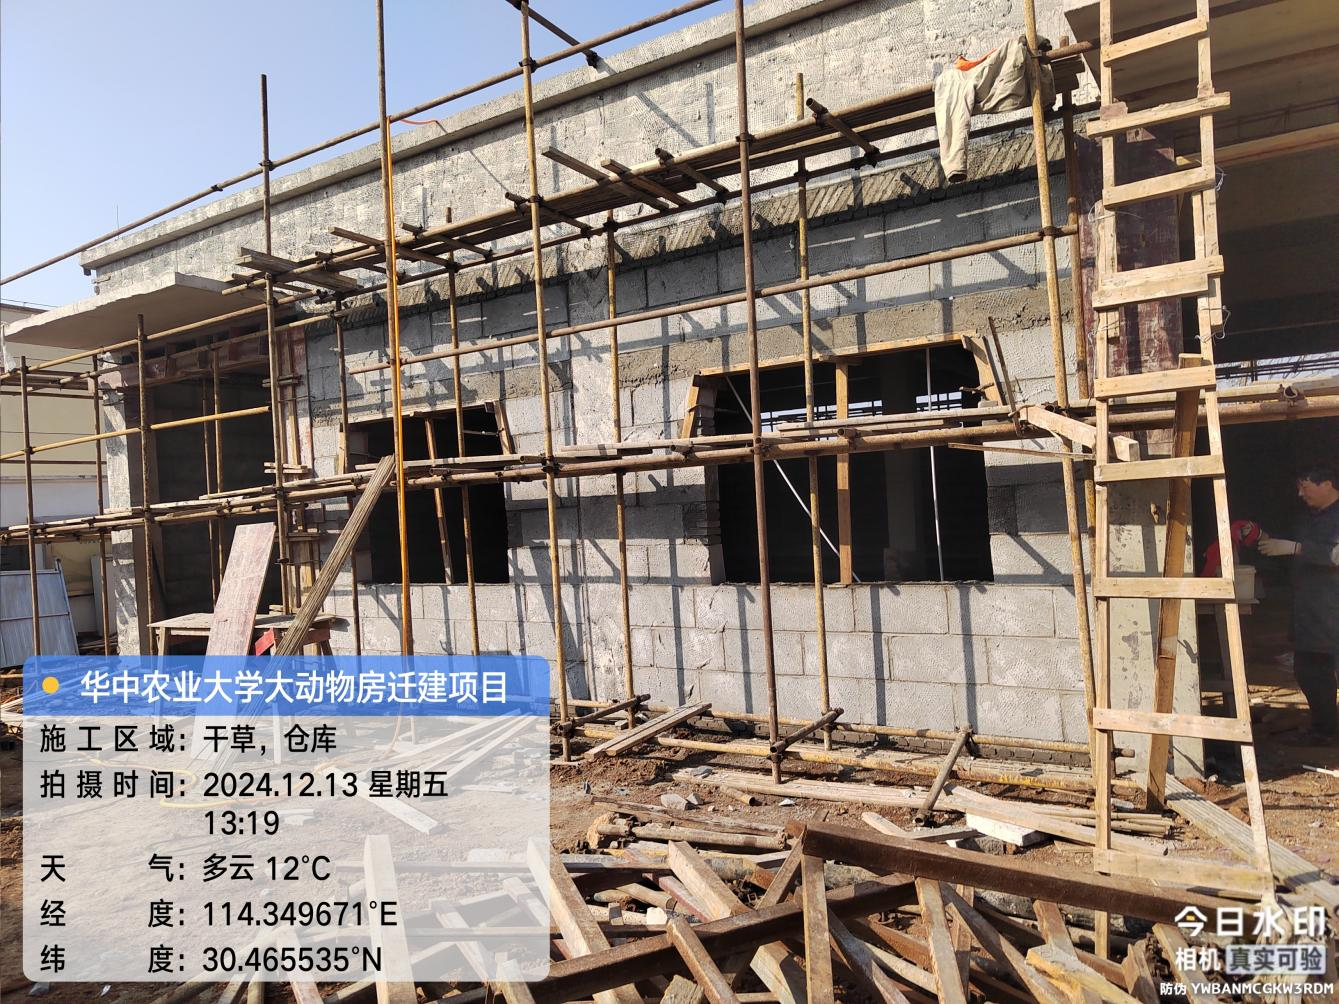 华中农业大学大动物房迁建项目
施工区域：干草，仓库
拍摄时间：2024.12.13 星期五
13:19
天气：多云 12°C
经度：114.349671°E
纬度：30.465535°N
今日水印
相机 真实可验
防伪 YWBANMCGKW3RDM